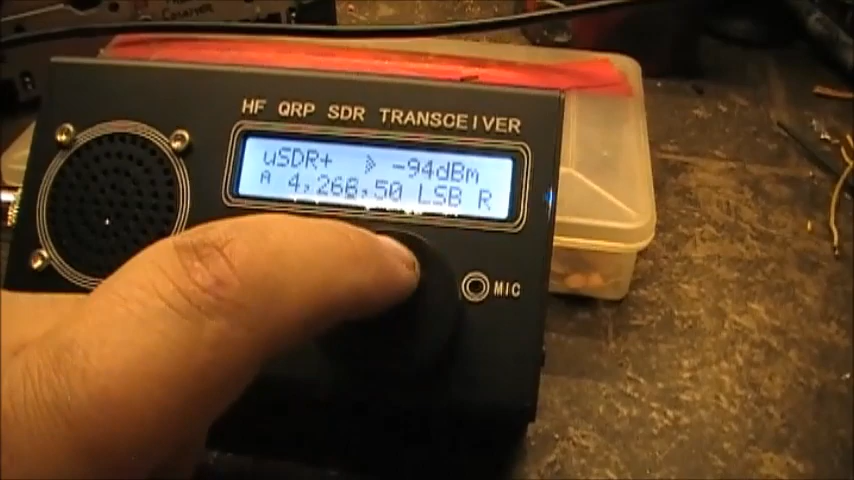 HF QRP SDR TRANSCEIVER
uSDR+ -94dBm
A 4,268,50 LSB R
MIC